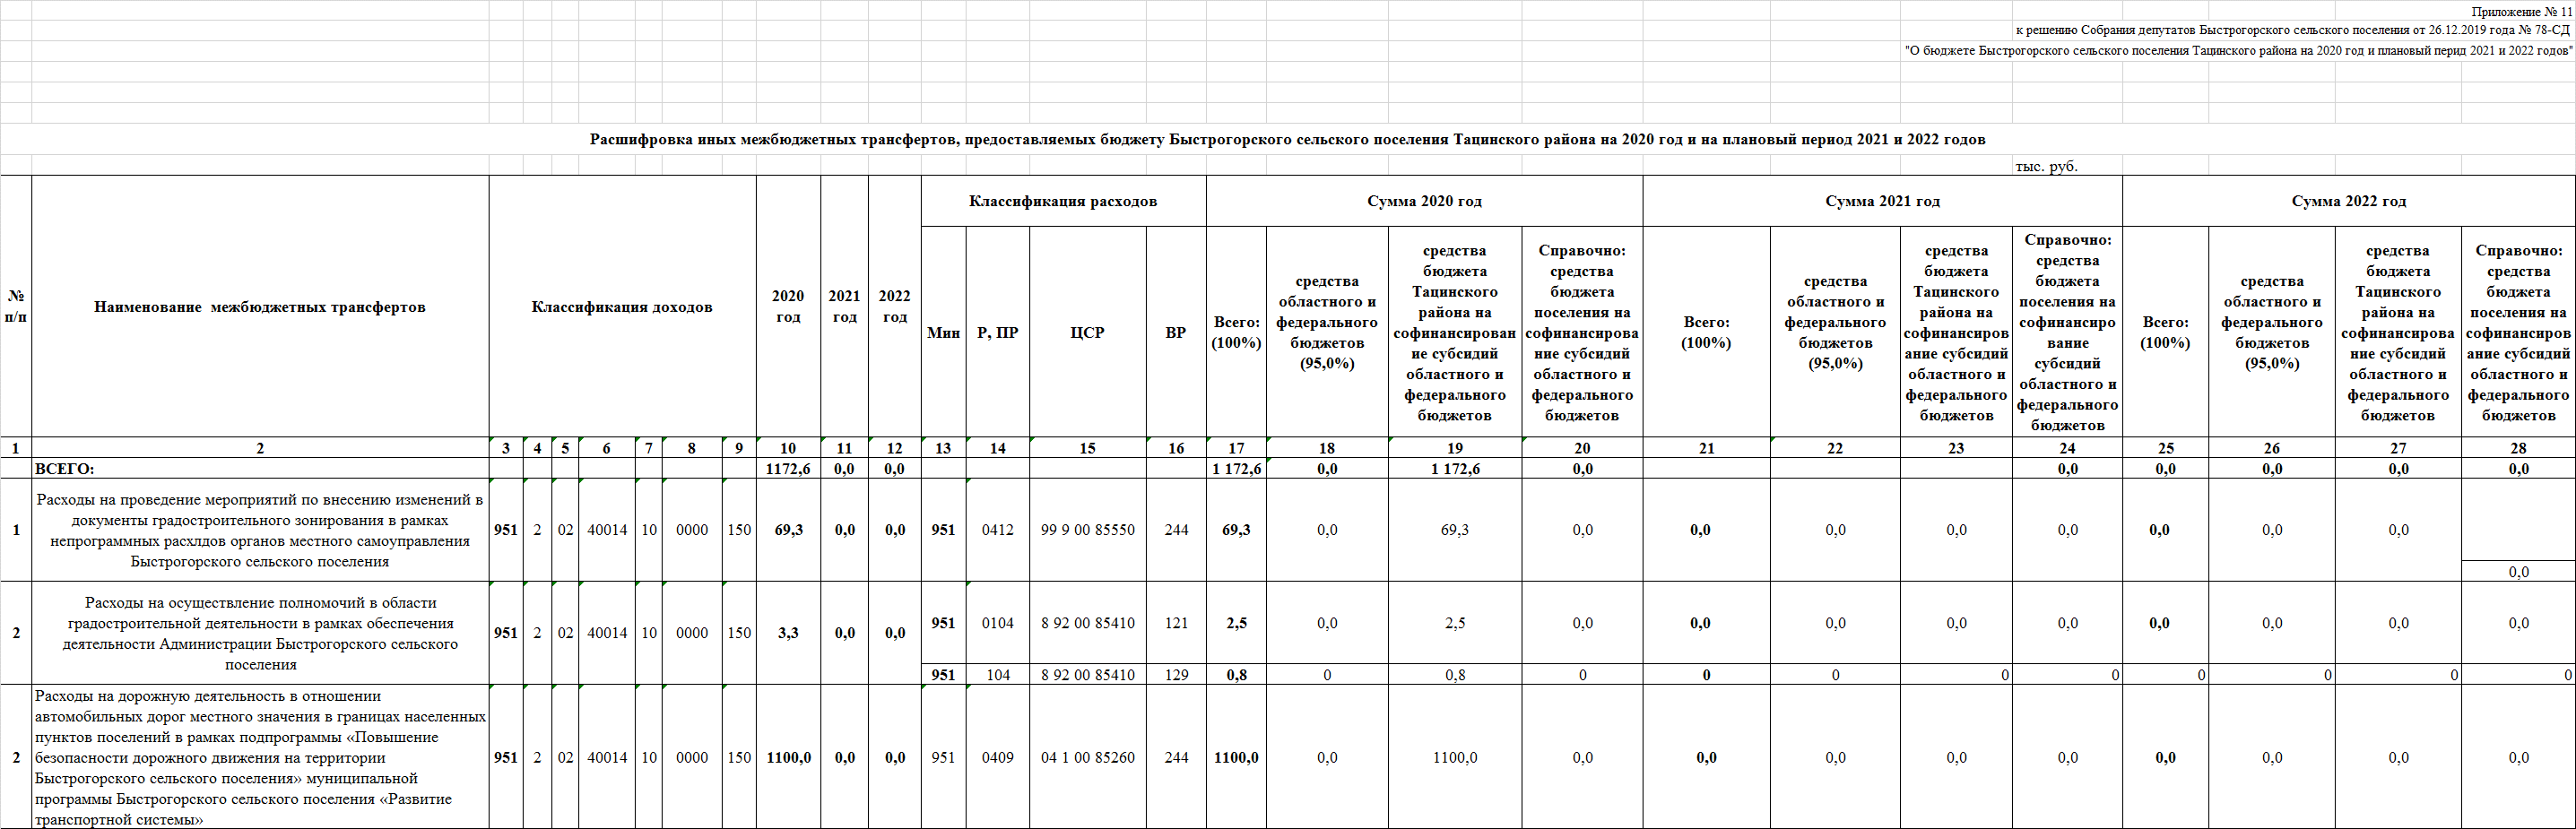 Приложение № 11
к решению Собрания депутатов Быстрогорского сельского поселения от 26.12.2019 года № 78-СД
"О бюджете Быстрогорского сельского поселения Тацинского района на 2020 год и плановый перид 2021 и 2022 годов"
Расшифровка иных межбюджетных трансфертов, предоставляемых бюджету Быстрогорского сельского поселения Тацинского района на 2020 год и на плановый период 2021 и 2022 годов
тыс. руб.
№
п/п
Наименование межбюджетных трансфертов
Классификация доходов
2020
год
2021
год
2022
год
Классификация расходов
Мин
Р, ПР
ЦСР
ВР
Сумма 2020 год
Всего:
(100%)
средства
областного и
федерального
бюджетов
(95,0%)
средства
бюджета
Тацинского
района на
софинансирован
ие субсидий
областного и
федерального
бюджетов
Справочно:
средства
бюджета
поселения на
софинансирова
ние субсидий
областного и
федерального
бюджетов
Сумма 2021 год
Всего:
(100%)
средства
областного и
федерального
бюджетов
(95,0%)
средства
бюджета
Тацинского
района на
софинансиров
ание субсидий
областного и
федерального
бюджетов
Справочно:
средства
бюджета
поселения на
софинансиро
вание
субсидий
областного и
федерального
бюджетов
Сумма 2022 год
Всего:
(100%)
средства
областного и
федерального
бюджетов
(95,0%)
средства
бюджета
Тацинского
района на
софинансирова
ние субсидий
областного и
федерального
бюджетов
Справочно:
средства
бюджета
поселения на
софинансиров
ание субсидий
областного и
федерального
бюджетов
1 2 3 4 5 6 7 8 9 10 11 12 13 14 15 16 17 18 19 20 21 22 23 24 25 26 27 28
ВСЕГО: 1172,6 0,0 0,0 1 172,6 0,0 1 172,6 0,0 0,0 0,0 0,0 0,0 0,0
1
Расходы на проведение мероприятий по внесению изменений в
документы градостроительного зонирования в рамках
непрограммных расхлдов органов местного самоуправления
Быстрогорского сельского поселения
951 2 02 40014 10 0000 150 69,3 0,0 0,0 951 0412 99 9 00 85550 244 69,3 0,0 69,3 0,0 0,0 0,0 0,0 0,0 0,0 0,0 0,0
0,0
2
Расходы на осуществление полномочий в области
градостроительной деятельности в рамках обеспечения
деятельности Администрации Быстрогорского сельского
поселения
951 2 02 40014 10 0000 150 3,3 0,0 0,0
951 0104 8 92 00 85410 121 2,5 0,0 2,5 0,0 0,0 0,0 0,0 0,0 0,0 0,0 0,0 0,0
951 104 8 92 00 85410 129 0,8 0 0,8 0 0 0 0 0 0 0 0 0
2
Расходы на дорожную деятельность в отношении
автомобильных дорог местного значения в границах населенных
пунктов поселений в рамках подпрограммы «Повышение
безопасности дорожного движения на территории
Быстрогорского сельского поселения» муниципальной
программы Быстрогорского сельского поселения «Развитие
транспортной системы»
951 2 02 40014 10 0000 150 1100,0 0,0 0,0 951 0409 04 1 00 85260 244 1100,0 0,0 1100,0 0,0 0,0 0,0 0,0 0,0 0,0 0,0 0,0 0,0